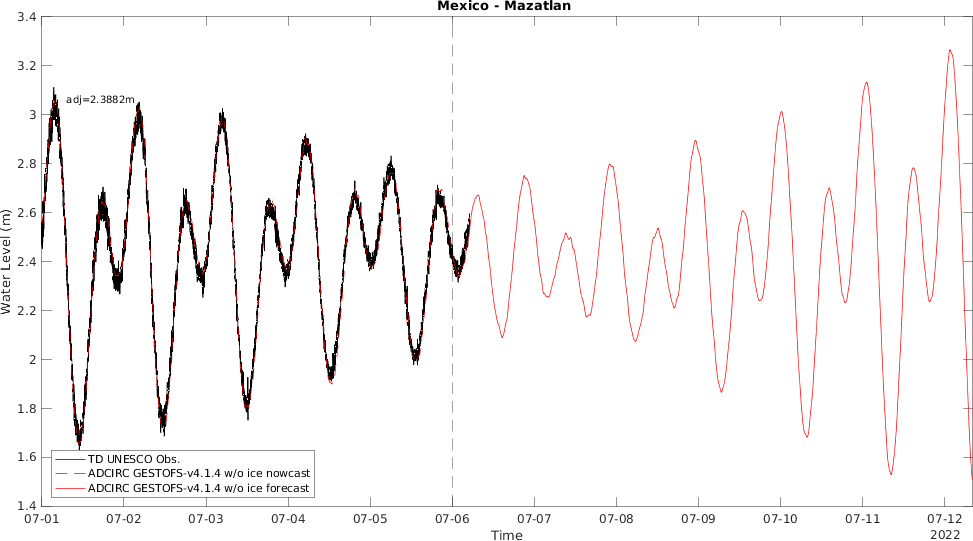 Mexico - Mazatlan
3.4
3.2
3
2.8
2.6
2.4
2.2
2
1.8
1.6
1.4
Water Level (m)
adj=2.3882m
TD UNESCO Obs.
ADCIRC GESTOFS-v4.1.4 w/o ice nowcast
ADCIRC GESTOFS-v4.1.4 w/o ice forecast
07-01 07-02 07-03 07-04 07-05 07-06 07-07 07-08 07-09 07-10 07-11 07-12
2022
Time